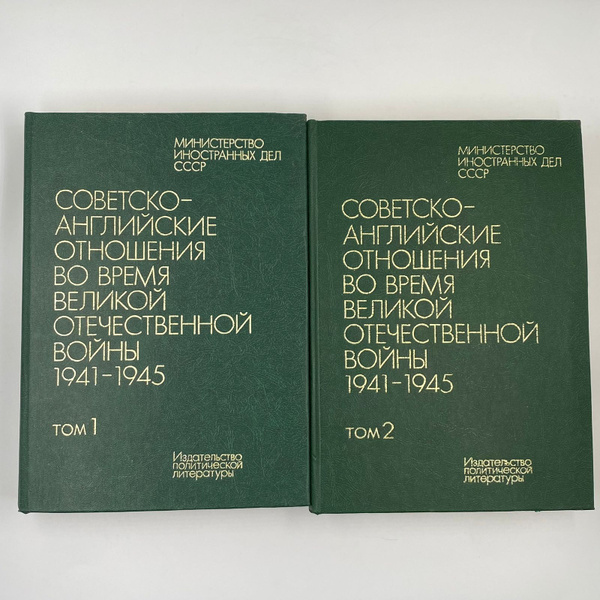 МИНИСТЕРСТВО
ИНОСТРАННЫХ ДЕЛ
СССР
СОВЕТСКО-
АНГЛИЙСКИЕ
ОТНОШЕНИЯ
ВО ВРЕМЯ
ВЕЛИКОЙ
ОТЕЧЕСТВЕННОЙ
ВОЙНЫ
1941-1945
ТОМ 1
Издательство
политической
литературы
МИНИСТЕРСТВО
ИНОСТРАННЫХ ДЕЛ
СССР
СОВЕТСКО-
АНГЛИЙСКИЕ
ОТНОШЕНИЯ
ВО ВРЕМЯ
ВЕЛИКОЙ
ОТЕЧЕСТВЕННОЙ
ВОЙНЫ
1941-1945
ТОМ 2
Издательство
политической
литературы